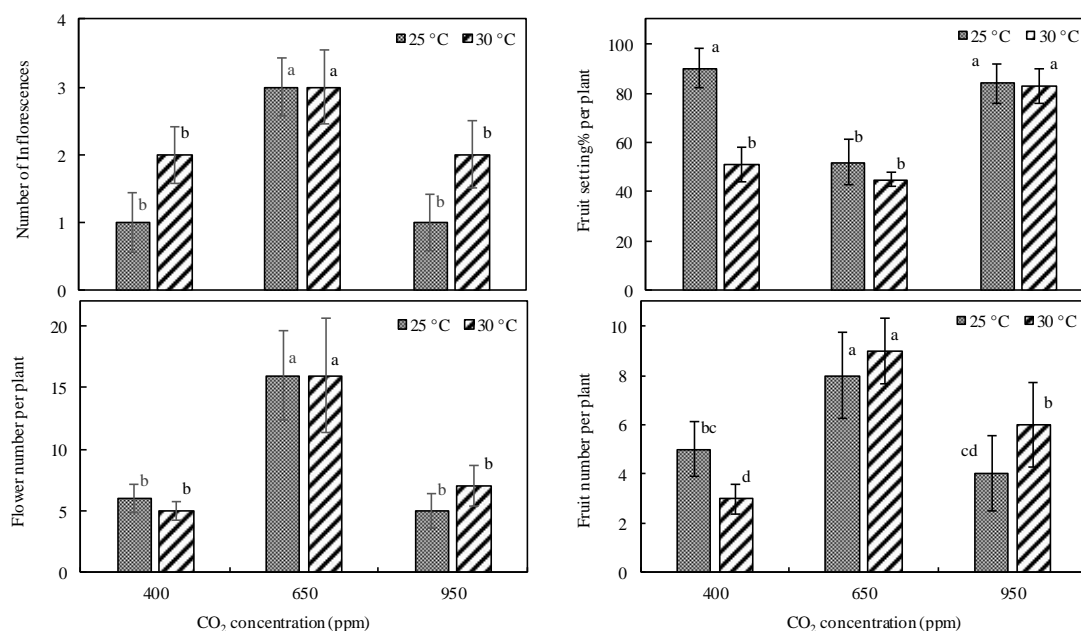 Number of Inflorescences
4
3
2
1
0
25 °C 30 °C
b
b
a
a
b
b
Fruit setting% per plant
100
80
60
40
20
0
25 °C 30 °C
a
b
b
b
a
a
Flower number per plant
20
15
10
5
0
25 °C 30 °C
b
b
a
a
b
b
400 650 950
CO₂ concentration (ppm)
Fruit number per plant
10
8
6
4
2
0
25 °C 30 °C
bc
d
a
a
cd
b
400 650 950
CO₂ concentration (ppm)